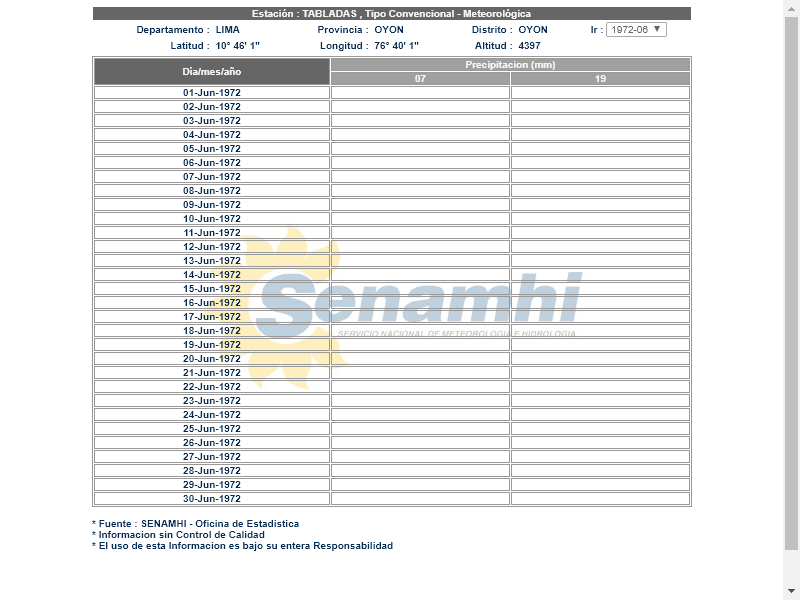 Estación : TABLADAS , Tipo Convencional - Meteorológica
Departamento : LIMA Provincia : OYON Distrito : OYON Ir : 1972-06
Latitud : 10° 46' 1" Longitud : 76° 40' 1" Altitud : 4397
Dia/mes/año Precipitacion (mm)
07 19
01-Jun-1972
02-Jun-1972
03-Jun-1972
04-Jun-1972
05-Jun-1972
06-Jun-1972
07-Jun-1972
08-Jun-1972
09-Jun-1972
10-Jun-1972
11-Jun-1972
12-Jun-1972
13-Jun-1972
14-Jun-1972
15-Jun-1972
16-Jun-1972
17-Jun-1972
18-Jun-1972
19-Jun-1972
20-Jun-1972
21-Jun-1972
22-Jun-1972
23-Jun-1972
24-Jun-1972
25-Jun-1972
26-Jun-1972
27-Jun-1972
28-Jun-1972
29-Jun-1972
30-Jun-1972
Senamhi
SERVICIO NACIONAL DE METEOROLOGIA E HIDROLOGIA
* Fuente : SENAMHI - Oficina de Estadistica
* Informacion sin Control de Calidad
* El uso de esta Informacion es bajo su entera Responsabilidad